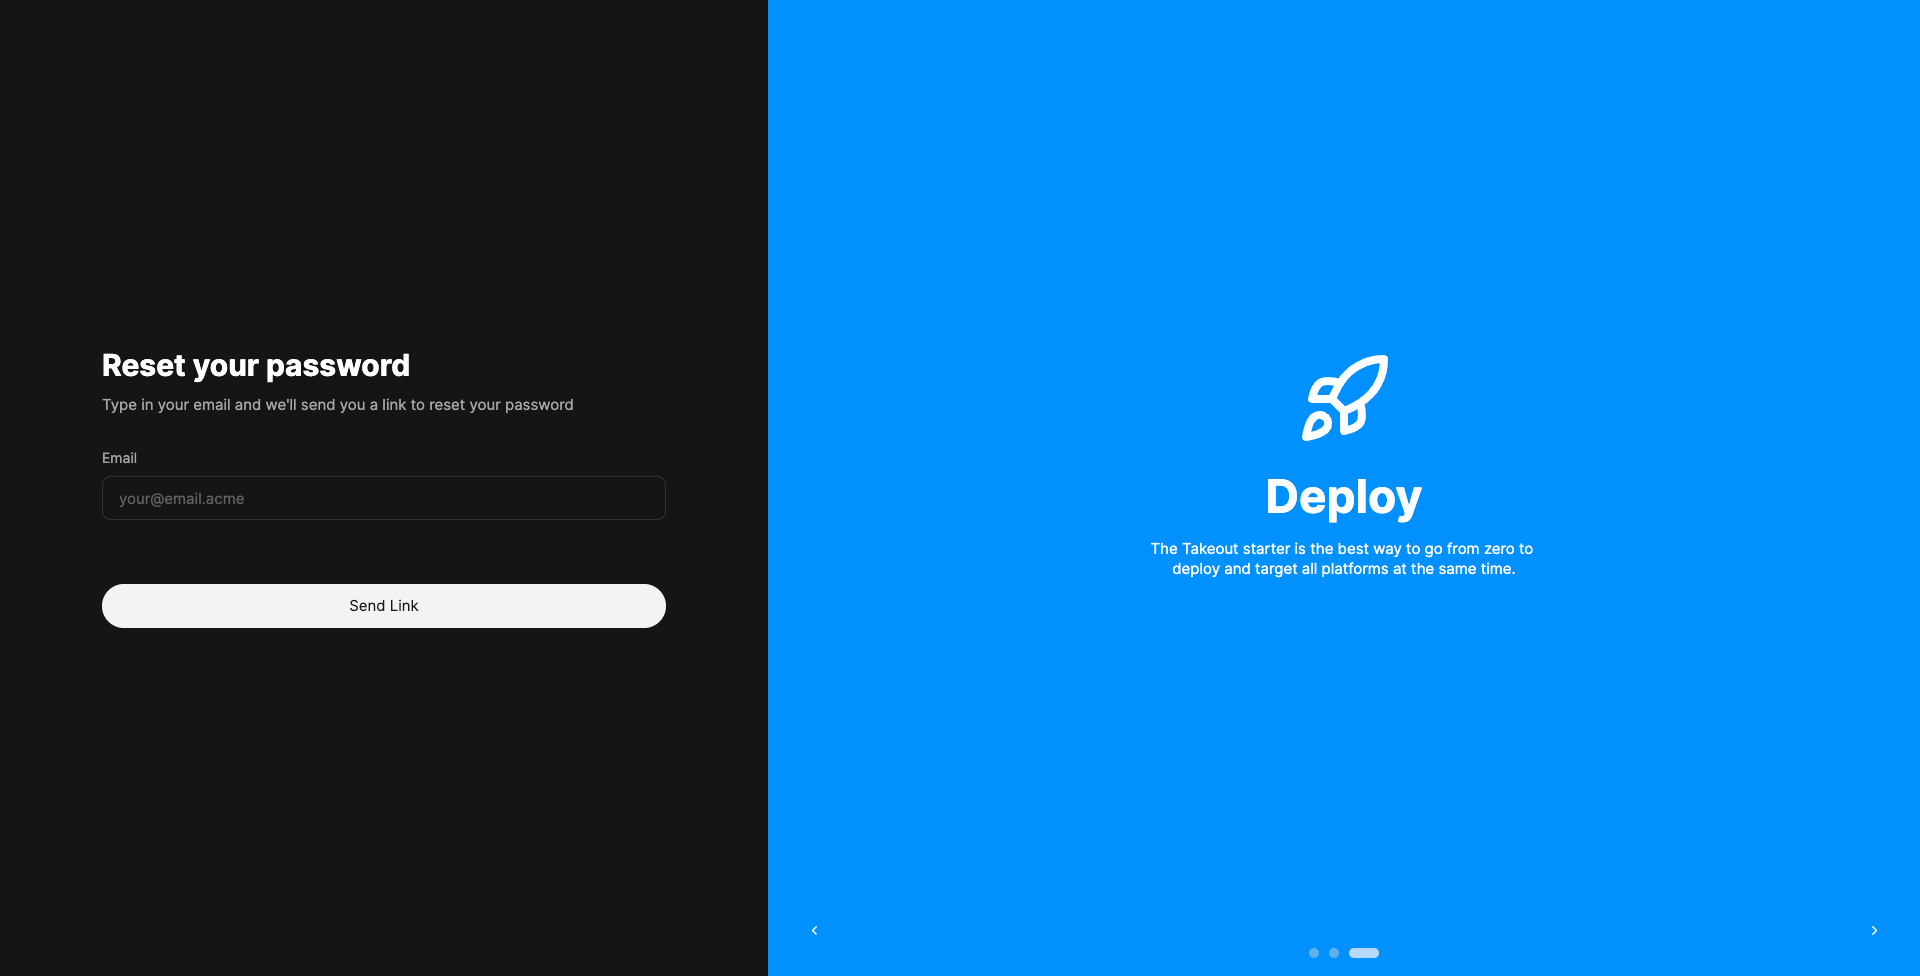 Reset your password
Type in your email and we'll send you a link to reset your password
Email
your@email.acme
Send Link
Deploy
The Takeout starter is the best way to go from zero to
deploy and target all platforms at the same time.